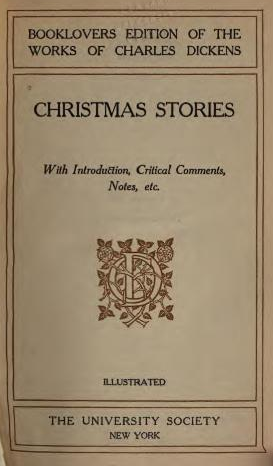 BOOKLOVERS EDITION OF THE
WORKS OF CHARLES DICKENS
CHRISTMAS STORIES
With Introduction, Critical Comments,
Notes, etc.
ILLUSTRATED
THE UNIVERSITY SOCIETY
NEW YORK